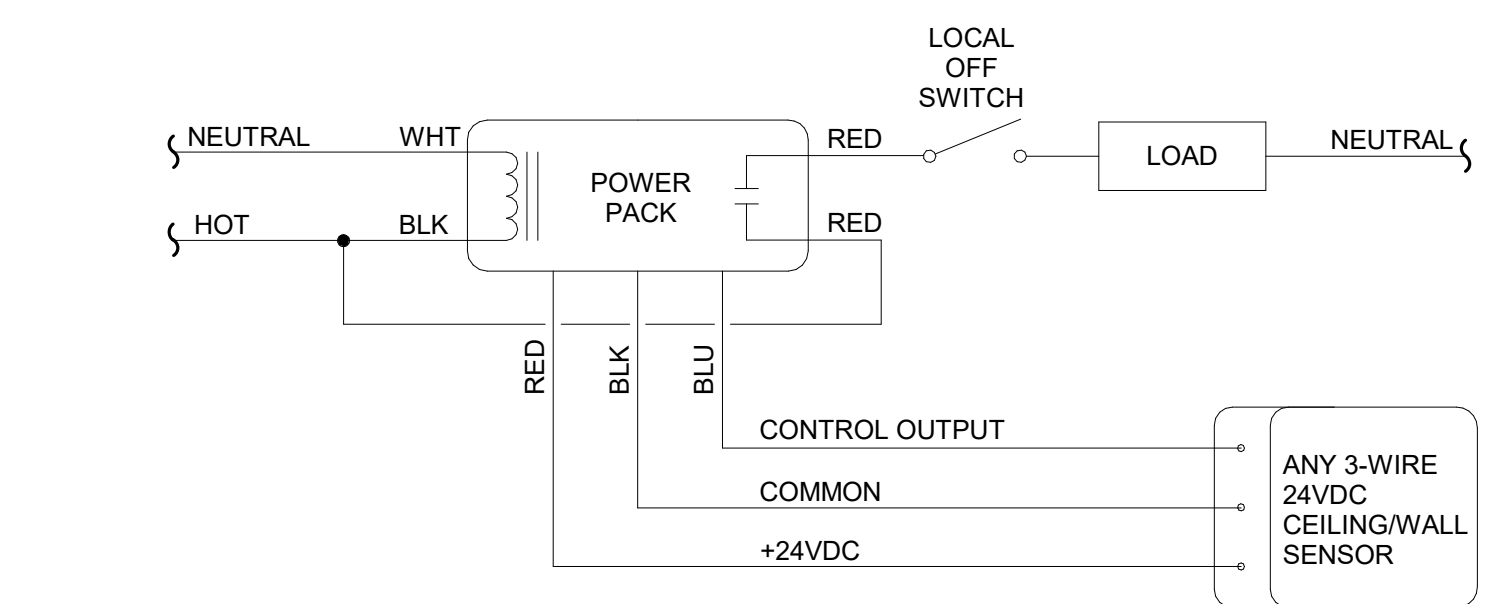 LOCAL
OFF
SWITCH
NEUTRAL
WHT
RED
LOAD
NEUTRAL
POWER
PACK
HOT
BLK
RED
RED
BLK
BLU
CONTROL OUTPUT
COMMON
+24VDC
ANY 3-WIRE
24VDC
CEILING/WALL
SENSOR